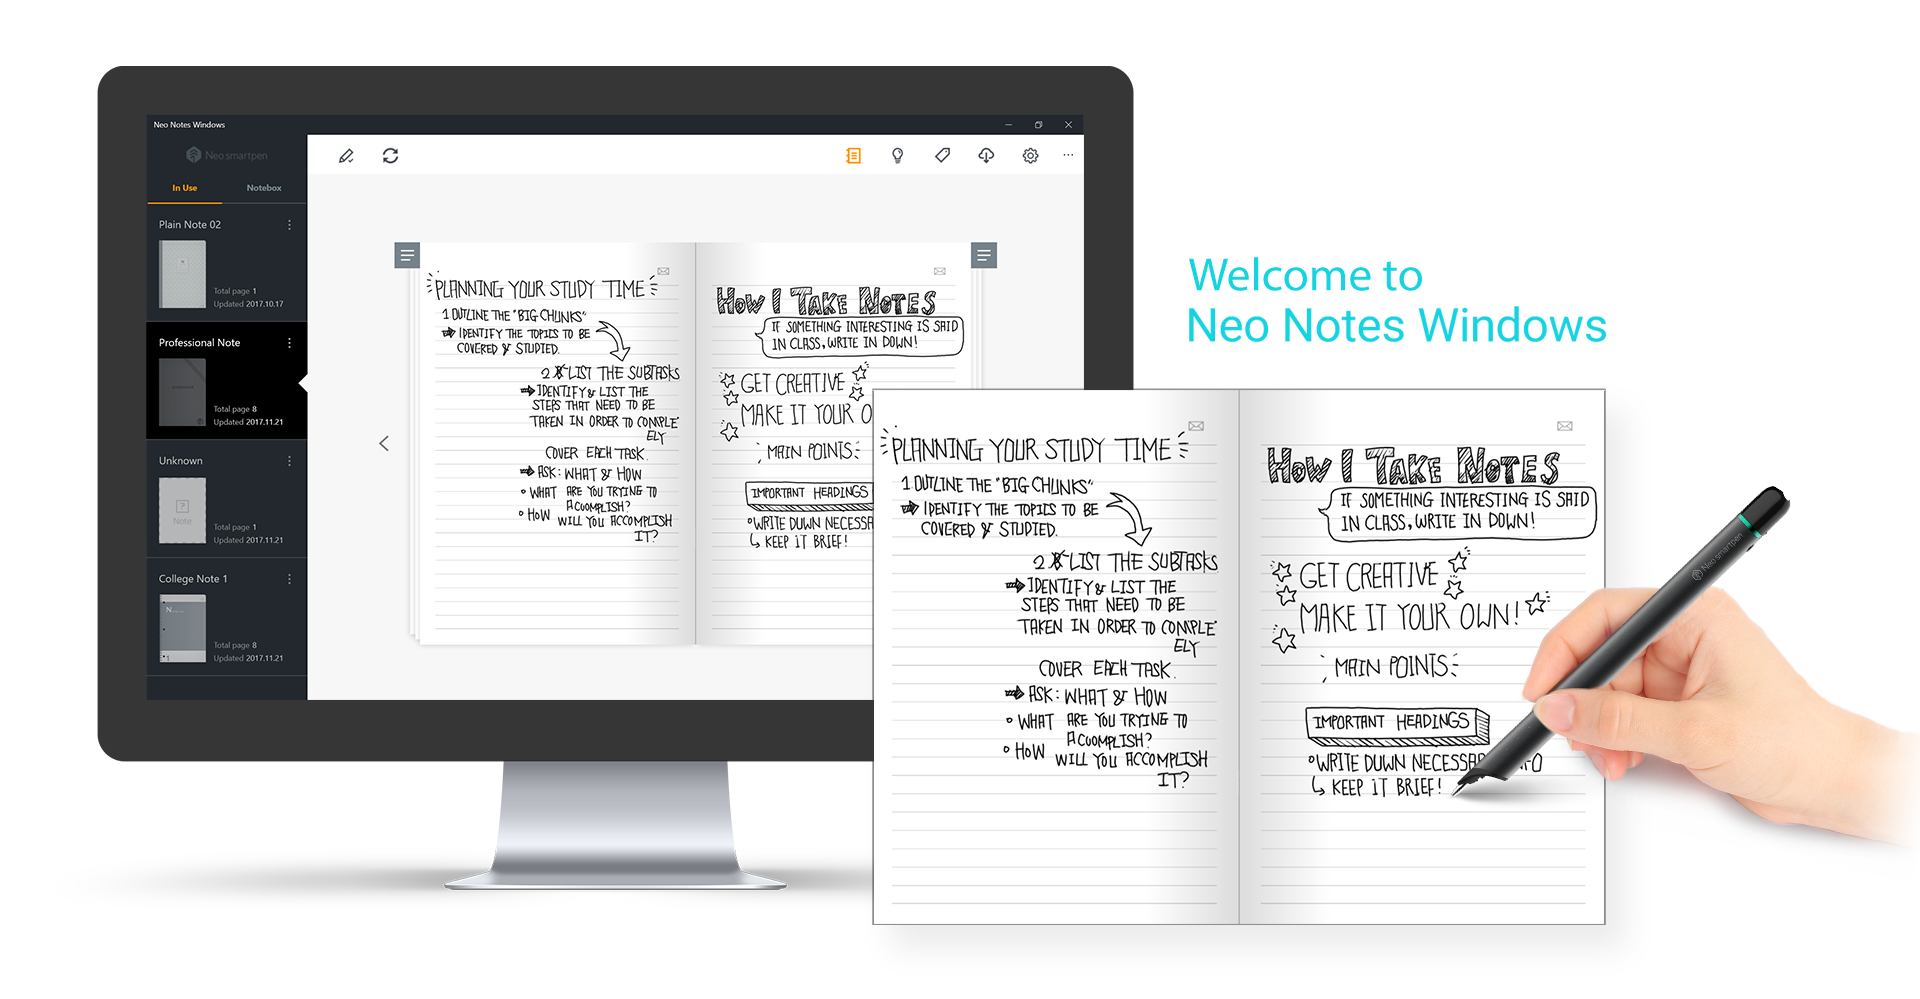 Neo Notes Windows
Neo smartpen
In Use
Notebox
Plain Note 02
Total page 1
Updated 2017.10.17
Professional Note
Total page 8
Updated 2017.11.21
Unknown
?
Note
Total page 1
Updated 2017.11.21
College Note 1
N
Total page 8
Updated 2017.11.21
PLANNING YOUR STUDY TIME
1 OUTLINE THE "BIG CHUNKS"
IDENTIFY THE TOPICS TO BE
COVERED & STUPIED.
2 LIST THE SUBTASKS
IDENTIFY & LIST THE
STEPS THAT NEED TO BE
TAKEN IN ORDER TO COMPLE
ELY
COVER EACH TASK.
ASK: WHAT & HOW
WHAT ARE YOU TRYING TO
ACUOMPLISH?
HOW WILL YOU ACCOMPLISH
IT?
HOW I TAKE NOTES
IF SOMETHING INTERESTING IS SAID
IN CLASS, WRITE IN DOWN!
GET CREATIVE
MAKE IT YOUR O
MAIN POINTS
IMPORTANT HEADINGS
WRITE DUWN NECESSA
KEEP IT BRIEF!
Welcome to
Neo Notes Windows
PLANNING YOUR STUDY TIME
1 OUTLINE THE "BIG CHUNKS"
IDENTIFY THE TOPICS TO BE
COVERED & STUPIED.
2 LIST THE SUBTASKS
IDENTIFY & LIST THE
STEPS THAT NEED TO BE
TAKEN IN ORDER TO COMPLE
ELY
COVER EACH TASK.
ASK: WHAT & HOW
WHAT ARE YOU TRYING TO
ACUOMPLISH?
HOW WILL YOU ACCOMPLISH
IT?
HOW I TAKE NOTES
IF SOMETHING INTERESTING IS SAID
IN CLASS, WRITE IN DOWN!
GET CREATIVE
MAKE IT YOUR OWN!
MAIN POINTS
IMPORTANT HEADINGS
WRITE DUWN NECESSAR FO
KEEP IT BRIEF!
Neo smartpen